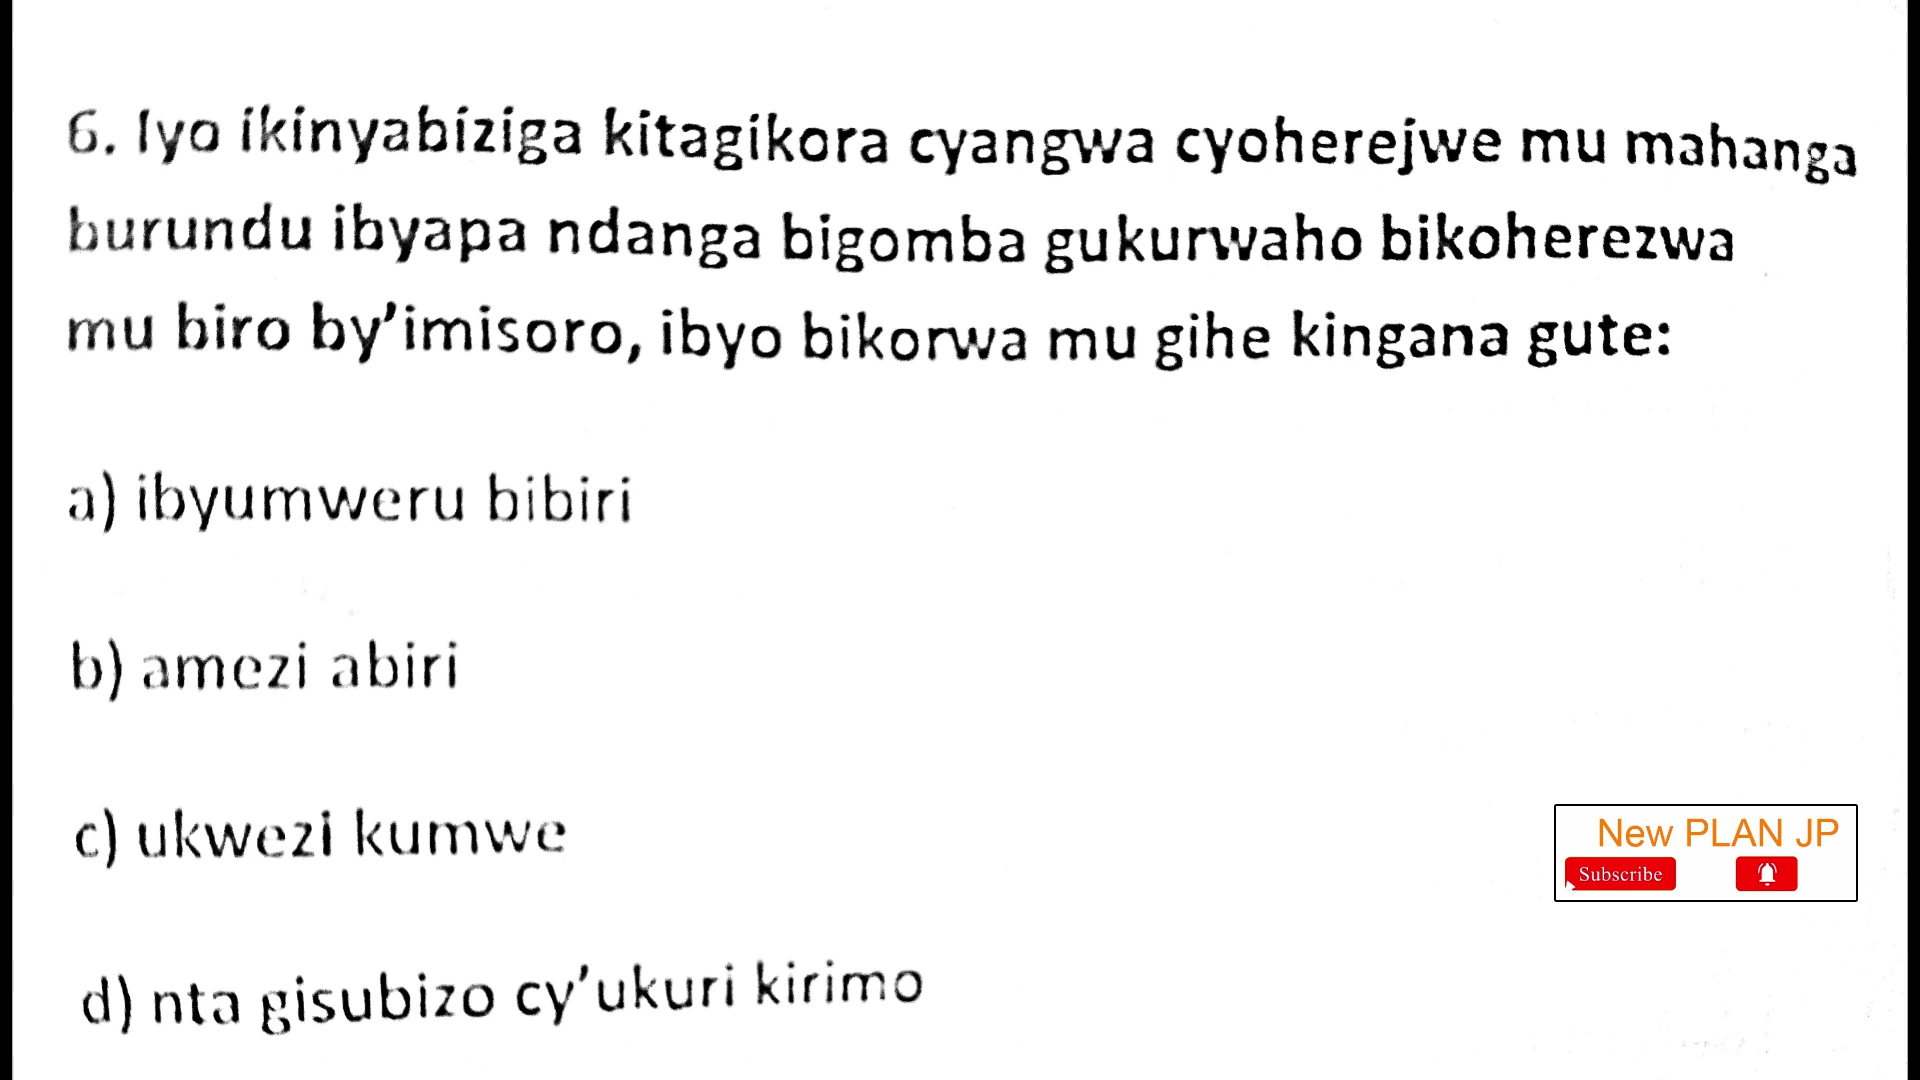 6. Iyo ikinyabiziga kitagikora cyangwa cyoherejwe mu mahanga
burundu ibyapa ndanga bigomba gukurwaho bikoherezwa
mu biro by’imisoro, ibyo bikorwa mu gihe kingana gute:
a) ibyumweru bibiri
b) amezi abiri
c) ukwezi kumwe
d) nta gisubizo cy’ukuri kirimo
New PLAN JP
Subscribe